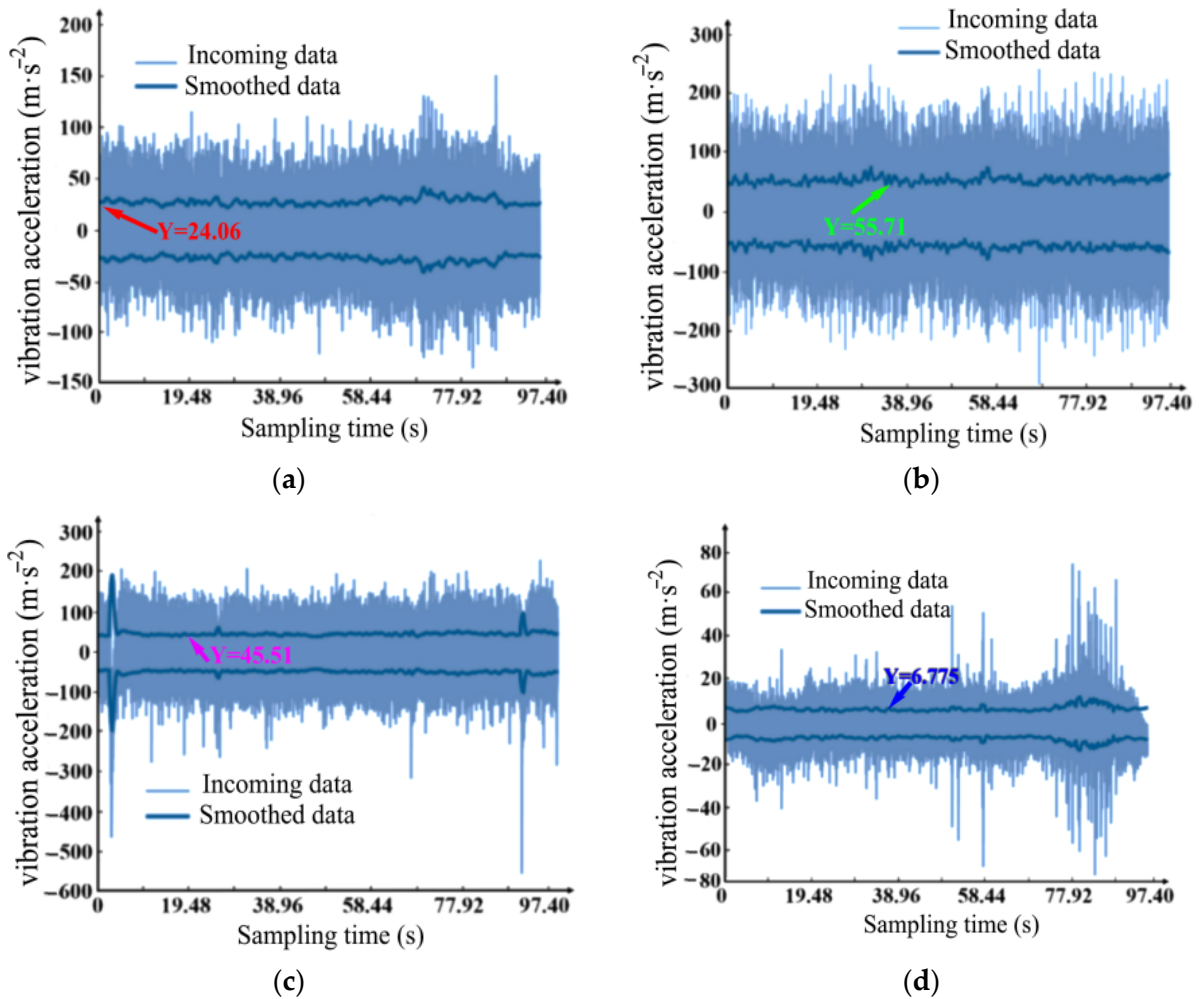 200
150
100
50
0
−50
−100
−150
vibration acceleration (m·s⁻²)
Incoming data
Smoothed data
Y=24.06
0 19.48 38.96 58.44 77.92 97.40
Sampling time (s)
(a)
300
200
100
0
−100
−200
−300
vibration acceleration (m·s⁻²)
Incoming data
Smoothed data
Y=55.71
0 19.48 38.96 58.44 77.92 97.40
Sampling time (s)
(b)
300
200
100
0
−100
−200
−300
−400
−500
−600
vibration acceleration (m·s⁻²)
Y=45.51
Incoming data
Smoothed data
0 19.48 38.96 58.44 77.92 97.40
Sampling time (s)
(c)
80
60
40
20
0
−20
−40
−60
−80
vibration acceleration (m·s⁻²)
Incoming data
Smoothed data
Y=6.775
0 19.48 38.96 58.44 77.92 97.40
Sampling time (s)
(d)